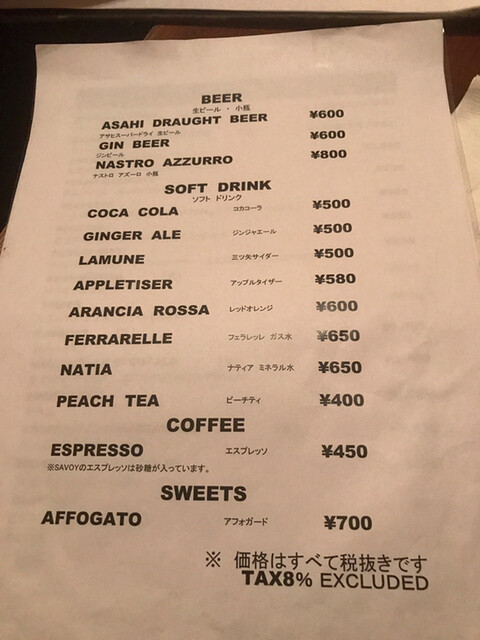 BEER
生ビール ・ 小瓶
ASAHI DRAUGHT BEER ¥600
アサヒスーパードライ 生ビール
GIN BEER ¥600
ジンビール
NASTRO AZZURRO ¥800
ナストロ アズーロ 小瓶
SOFT DRINK
ソフト ドリンク
COCA COLA コカコーラ ¥500
GINGER ALE ジンジャエール ¥500
LAMUNE 三ツ矢サイダー ¥500
APPLETISER アップルタイザー ¥580
ARANCIA ROSSA レッドオレンジ ¥600
FERRARELLE フェラレッレ ガス水 ¥650
NATIA ナティア ミネラル水 ¥650
PEACH TEA ピーチティ ¥400
COFFEE
ESPRESSO エスプレッソ ¥450
※SAVOYのエスプレッソは砂糖が入っています。
SWEETS
AFFOGATO アフォガード ¥700
※ 価格はすべて税抜きです
TAX8% EXCLUDED